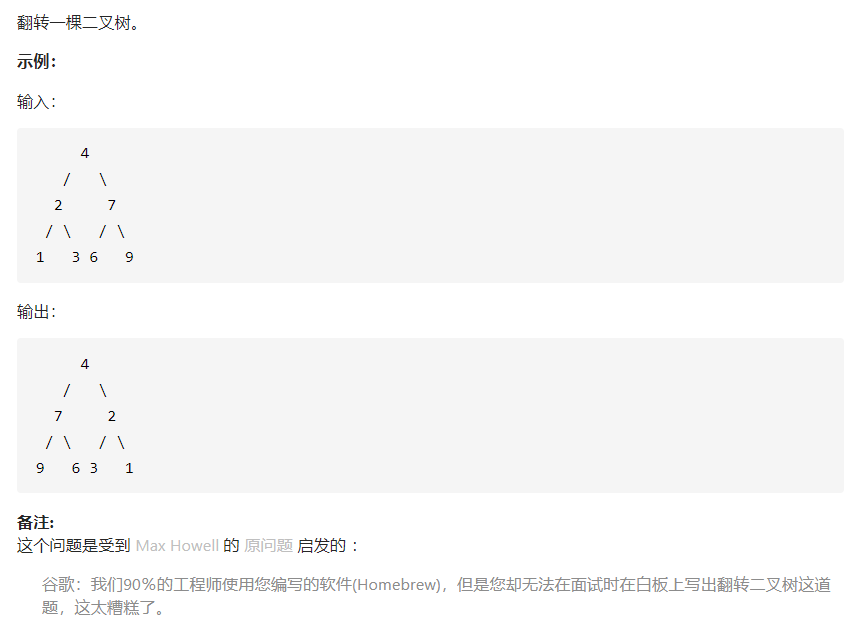 翻转一棵二叉树。
示例：
输入：
4
/ \
2 7
/ \ / \
1 3 6 9
输出：
4
/ \
7 2
/ \ / \
9 6 3 1
备注:
这个问题是受到 Max Howell 的 原问题 启发的 ：
谷歌：我们90％的工程师使用您编写的软件(Homebrew)，但是您却无法在面试时在白板上写出翻转二叉树这道
题，这太糟糕了。